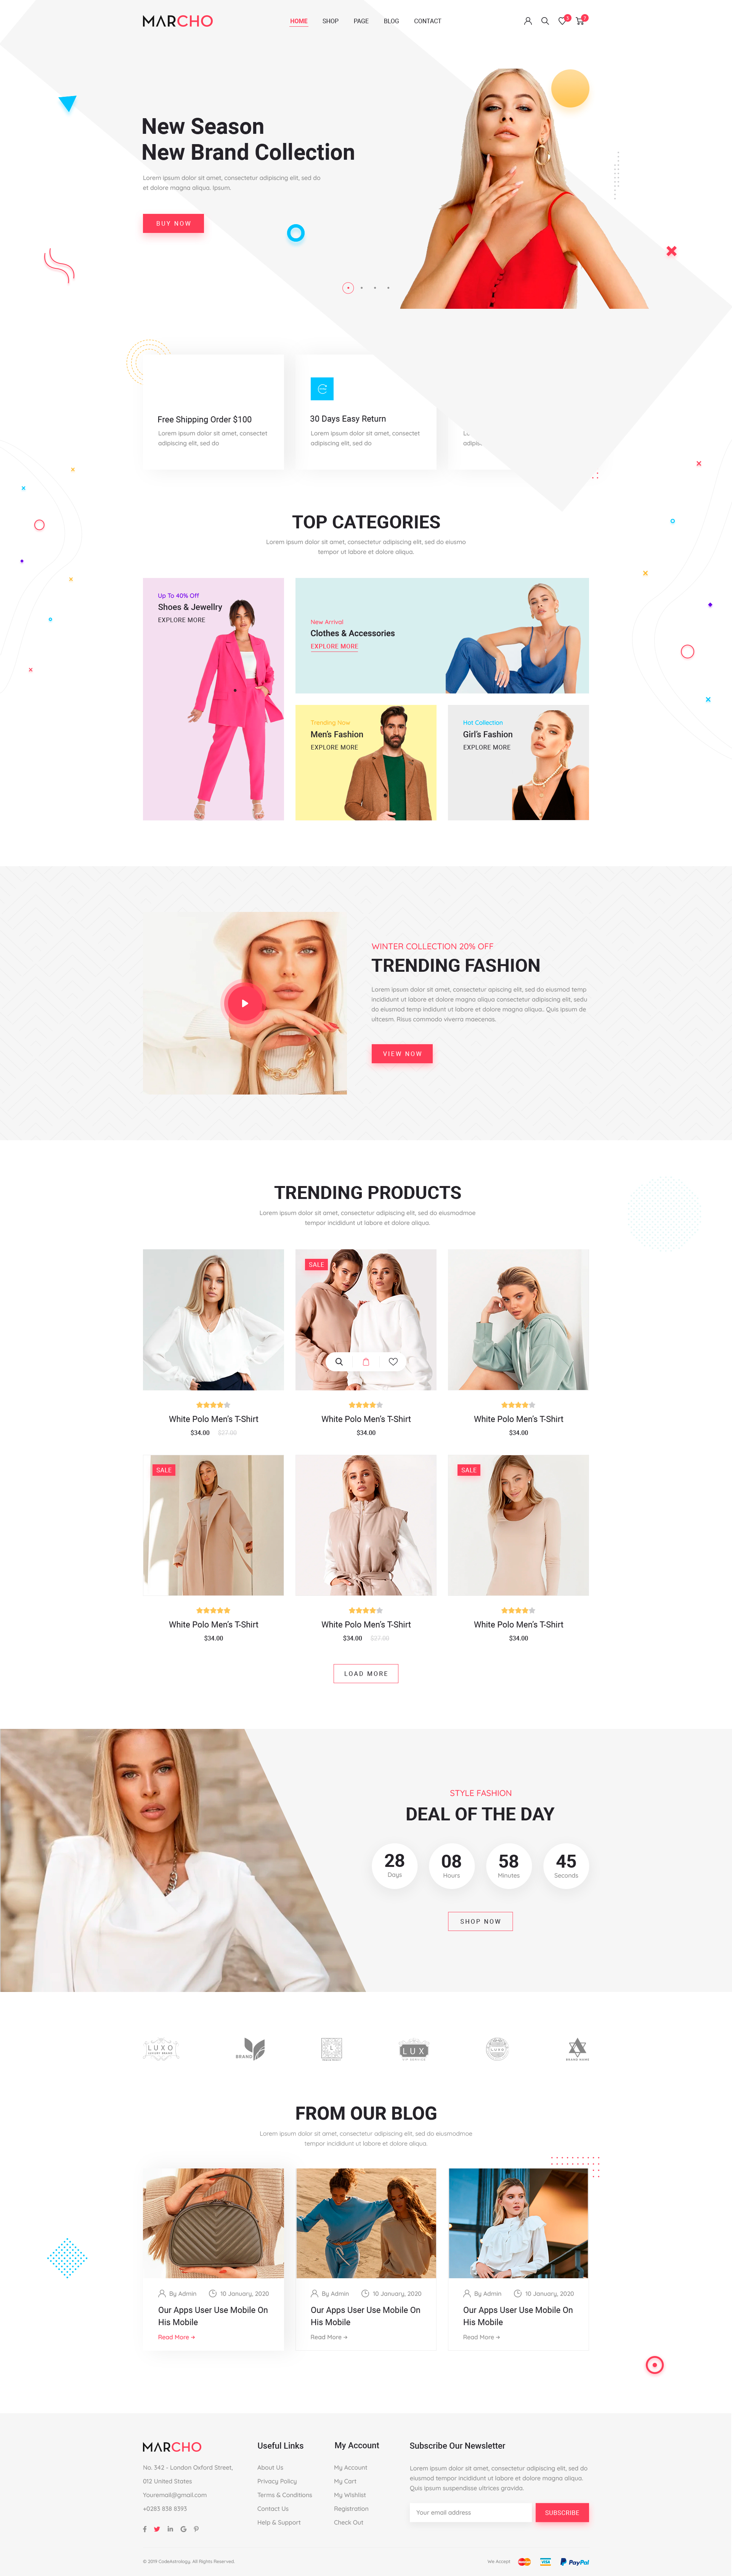 MARCHO
HOME SHOP PAGE BLOG CONTACT
New Season
New Brand Collection
Lorem ipsum dolor sit amet, consectetur adipiscing elit, sed do
et dolore magna aliqua. Ipsum.
BUY NOW
Free Shipping Order $100
Lorem ipsum dolor sit amet, consectet
adipiscing elit, sed do
30 Days Easy Return
Lorem ipsum dolor sit amet, consectet
adipiscing elit, sed do
TOP CATEGORIES
Lorem ipsum dolor sit amet, consectetur adipiscing elit, sed do eiusmo
tempor ut labore et dolore aliqua.
Up To 40% Off
Shoes & Jewellry
EXPLORE MORE
New Arrival
Clothes & Accessories
EXPLORE MORE
Trending Now
Men's Fashion
EXPLORE MORE
Hot Collection
Girl's Fashion
EXPLORE MORE
WINTER COLLECTION 20% OFF
TRENDING FASHION
Lorem ipsum dolor sit amet, consectetur apiscing elit, sed do eiusmod temp
incididunt ut labore et dolore magna aliqua consectetur adipiscing elit, sedu
do eiusmod temp indidunt ut labore et dolore magna aliqua.. Quis ipsum de
ultcesim. Risus commodo viverra maecenas.
VIEW NOW
TRENDING PRODUCTS
Lorem ipsum dolor sit amet, consectetur adipiscing elit, sed do eiusmodmoe
tempor incididunt ut labore et dolore aliqua.
SALE
White Polo Men's T-Shirt
$34.00 $37.00
White Polo Men's T-Shirt
$34.00
White Polo Men's T-Shirt
$34.00
SALE
SALE
White Polo Men's T-Shirt
$34.00
White Polo Men's T-Shirt
$34.00 $37.00
White Polo Men's T-Shirt
$34.00
LOAD MORE
STYLE FASHION
DEAL OF THE DAY
28 Days
08 Hours
58 Minutes
45 Seconds
SHOP NOW
LUXO
BRAND
L
LUX
LUXE
BRAND NAME
FROM OUR BLOG
Lorem ipsum dolor sit amet, consectetur adipiscing elit, sed do eiusmodmoe
tempor incididunt ut labore et dolore aliqua.
By Admin 10 January, 2020
Our Apps User Use Mobile On
His Mobile
Read More →
By Admin 10 January, 2020
Our Apps User Use Mobile On
His Mobile
Read More →
By Admin 10 January, 2020
Our Apps User Use Mobile On
His Mobile
Read More →
MARCHO
No. 342 - London Oxford Street,
012 United States
Youremail@gmail.com
+0283 838 8393
Useful Links
About Us
Privacy Policy
Terms & Conditions
Contact Us
Help & Support
My Account
My Account
My Cart
My Wishlist
Registration
Check Out
Subscribe Our Newsletter
Lorem ipsum dolor sit amet, consectetur adipiscing elit, sed do
eiusmod tempor incididunt ut labore et dolore magna aliqua
Quis ipsum suspendisse ultrices gravida.
Your email address SUBSCRIBE
We Accept VISA PayPal